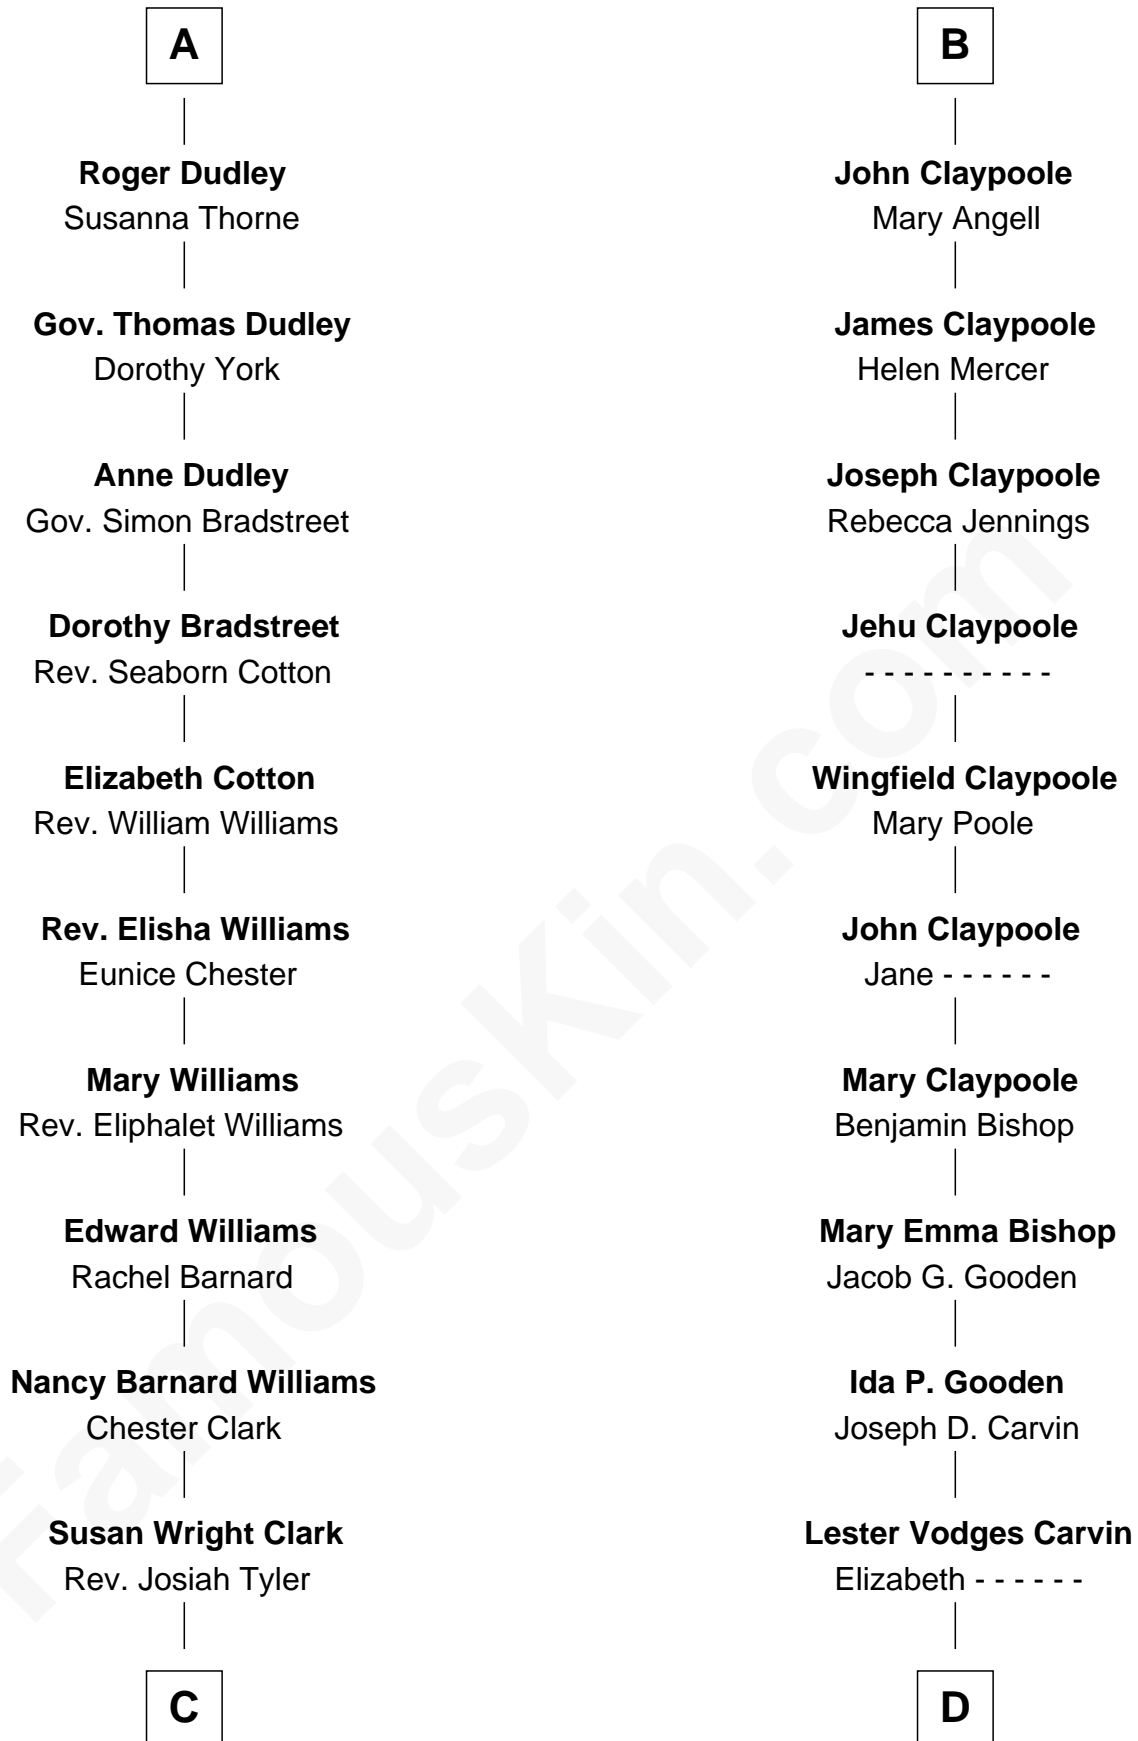 A
Roger Dudley
Susanna Thorne
Gov. Thomas Dudley
Dorothy York
Anne Dudley
Gov. Simon Bradstreet
Dorothy Bradstreet
Rev. Seaborn Cotton
Elizabeth Cotton
Rev. William Williams
Rev. Elisha Williams
Eunice Chester
Mary Williams
Rev. Eliphalet Williams
Edward Williams
Rachel Barnard
Nancy Barnard Williams
Chester Clark
Susan Wright Clark
Rev. Josiah Tyler
C
B
John Claypoole
Mary Angell
James Claypoole
Helen Mercer
Joseph Claypoole
Rebecca Jennings
Jehu Claypoole
- - - - - - - - - -
Wingfield Claypoole
Mary Poole
John Claypoole
Jane - - - - - -
Mary Claypoole
Benjamin Bishop
Mary Emma Bishop
Jacob G. Gooden
Ida P. Gooden
Joseph D. Carvin
Lester Vodges Carvin
Elizabeth - - - - - -
D
FamousKin.com